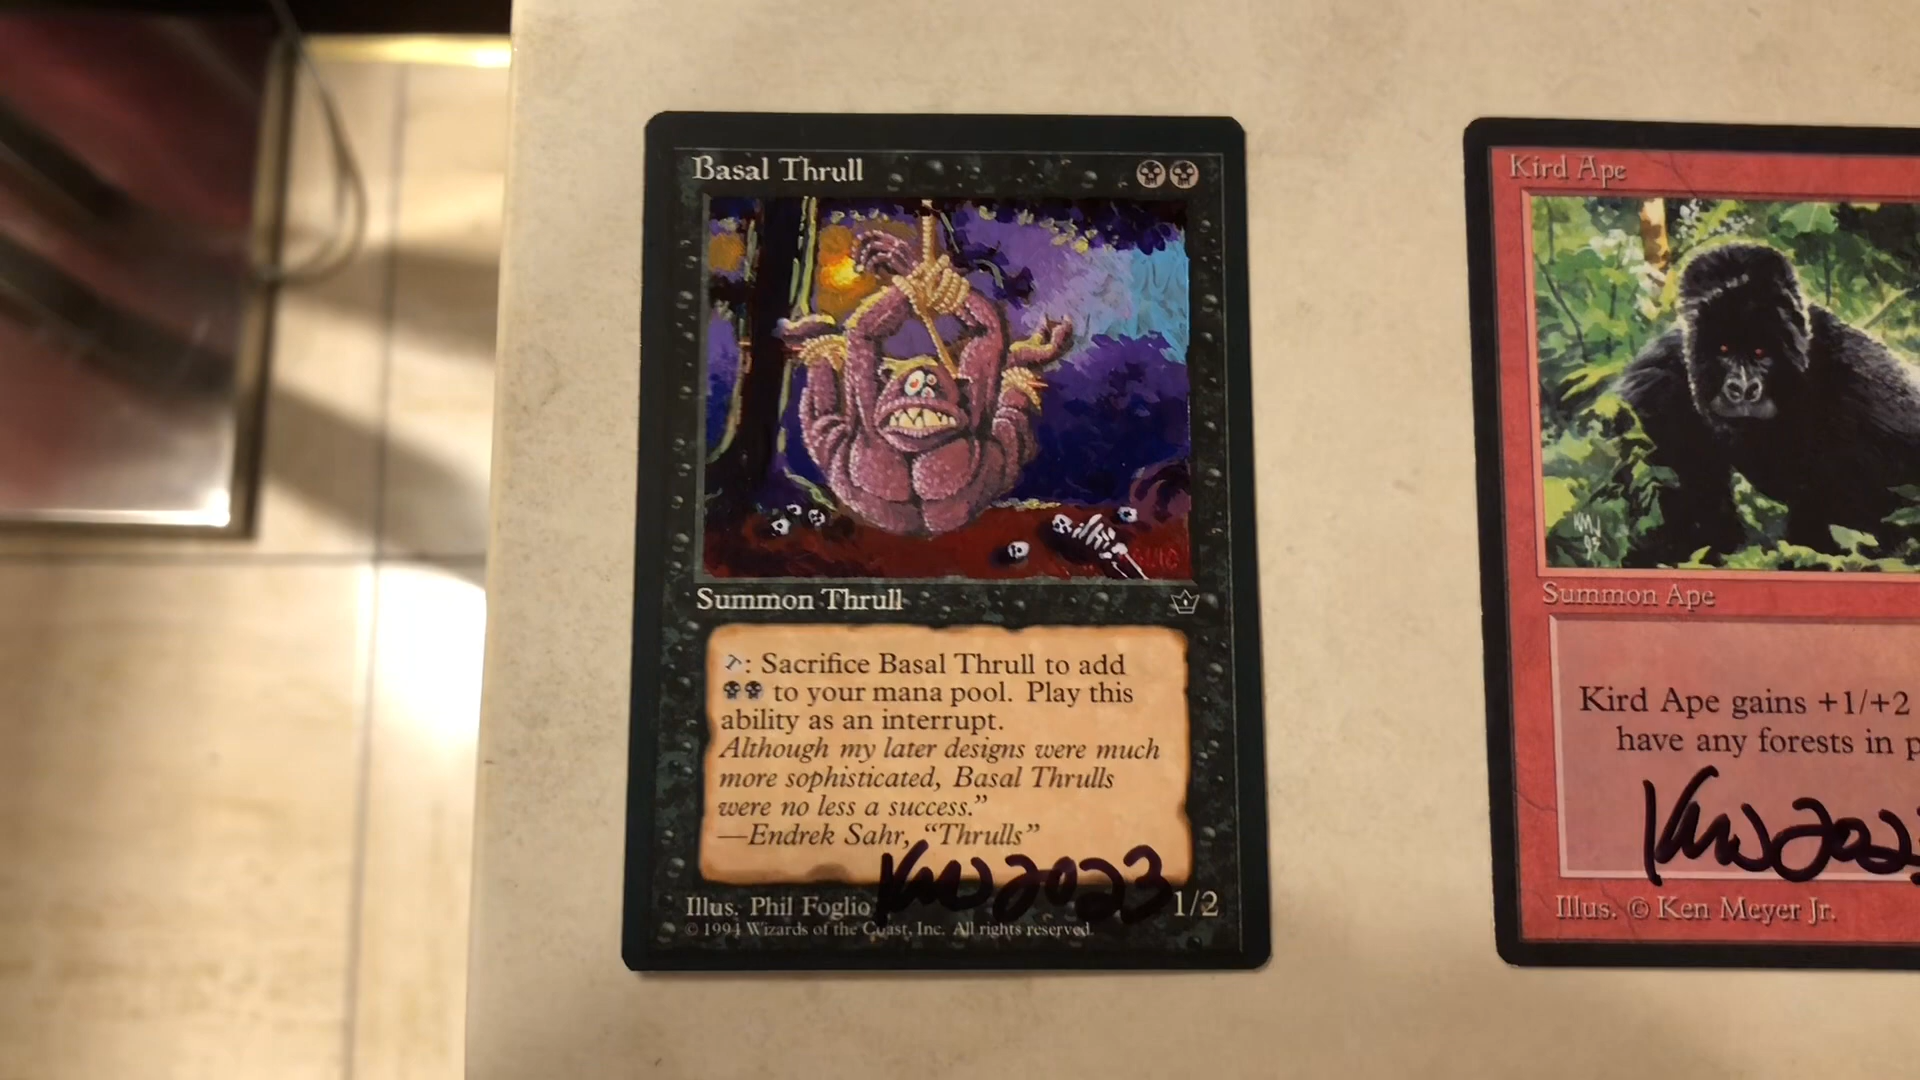 Basal Thrull
Summon Thrull
: Sacrifice Basal Thrull to add
to your mana pool. Play this
ability as an interrupt.
Although my later designs were much
more sophisticated, Basal Thrulls
were no less a success.”
—Endrek Sahr, “Thrulls”
2023
Illus. Phil Foglio
1/2
© 1994 Wizards of the Coast, Inc. All rights reserved.
Kird Ape
Summon Ape
Kird Ape gains +1/+2
have any forests in p
Illus. © Ken Meyer Jr.